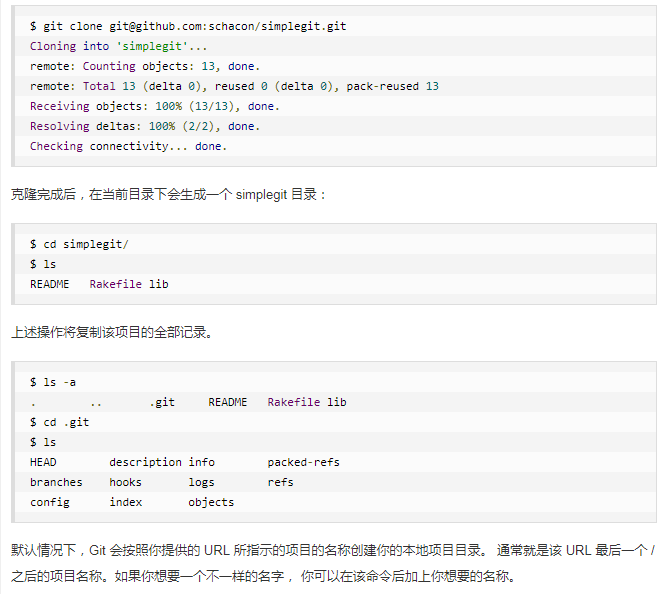 $ git clone git@github.com:schacon/simplegit.git
Cloning into 'simplegit'...
remote: Counting objects: 13, done.
remote: Total 13 (delta 0), reused 0 (delta 0), pack-reused 13
Receiving objects: 100% (13/13), done.
Resolving deltas: 100% (2/2), done.
Checking connectivity... done.
克隆完成后，在当前目录下会生成一个 simplegit 目录：
$ cd simplegit/
$ ls
README   Rakefile lib
上述操作将复制该项目的全部记录。
$ ls -a
.        ..       .git     README   Rakefile lib
$ cd .git
$ ls
HEAD        description info        packed-refs
branches    hooks       logs        refs
config      index       objects
默认情况下，Git 会按照你提供的 URL 所指示的项目的名称创建你的本地项目目录。 通常就是该 URL 最后一个 /
之后的项目名称。如果你想要一个不一样的名字， 你可以在该命令后加上你想要的名称。